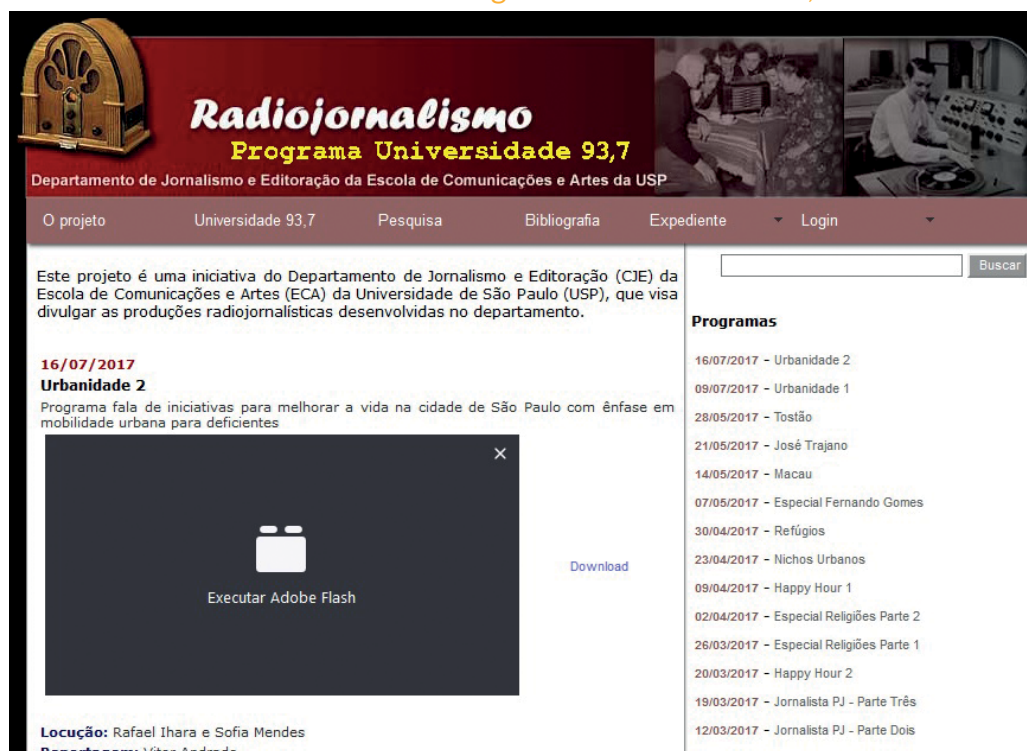 Radiojornalismo
Programa Universidade 93,7
Departamento de Jornalismo e Editoração da Escola de Comunicações e Artes da USP
O projeto Universidade 93,7 Pesquisa Bibliografia Expediente Login
Este projeto é uma iniciativa do Departamento de Jornalismo e Editoração (CJE) da
Escola de Comunicações e Artes (ECA) da Universidade de São Paulo (USP), que visa
divulgar as produções radiojornalísticas desenvolvidas no departamento.
16/07/2017
Urbanidade 2
Programa fala de iniciativas para melhorar a vida na cidade de São Paulo com ênfase em
mobilidade urbana para deficientes
Executar Adobe Flash
Download
Locução: Rafael Ihara e Sofia Mendes
Reportagem: Vitor Andrade
Buscar
Programas
16/07/2017 - Urbanidade 2
09/07/2017 - Urbanidade 1
28/05/2017 - Tostão
21/05/2017 - José Trajano
14/05/2017 - Macau
07/05/2017 - Especial Fernando Gomes
30/04/2017 - Refúgios
23/04/2017 - Nichos Urbanos
09/04/2017 - Happy Hour 1
02/04/2017 - Especial Religiões Parte 2
26/03/2017 - Especial Religiões Parte 1
20/03/2017 - Happy Hour 2
19/03/2017 - Jornalista PJ - Parte Três
12/03/2017 - Jornalista PJ - Parte Dois